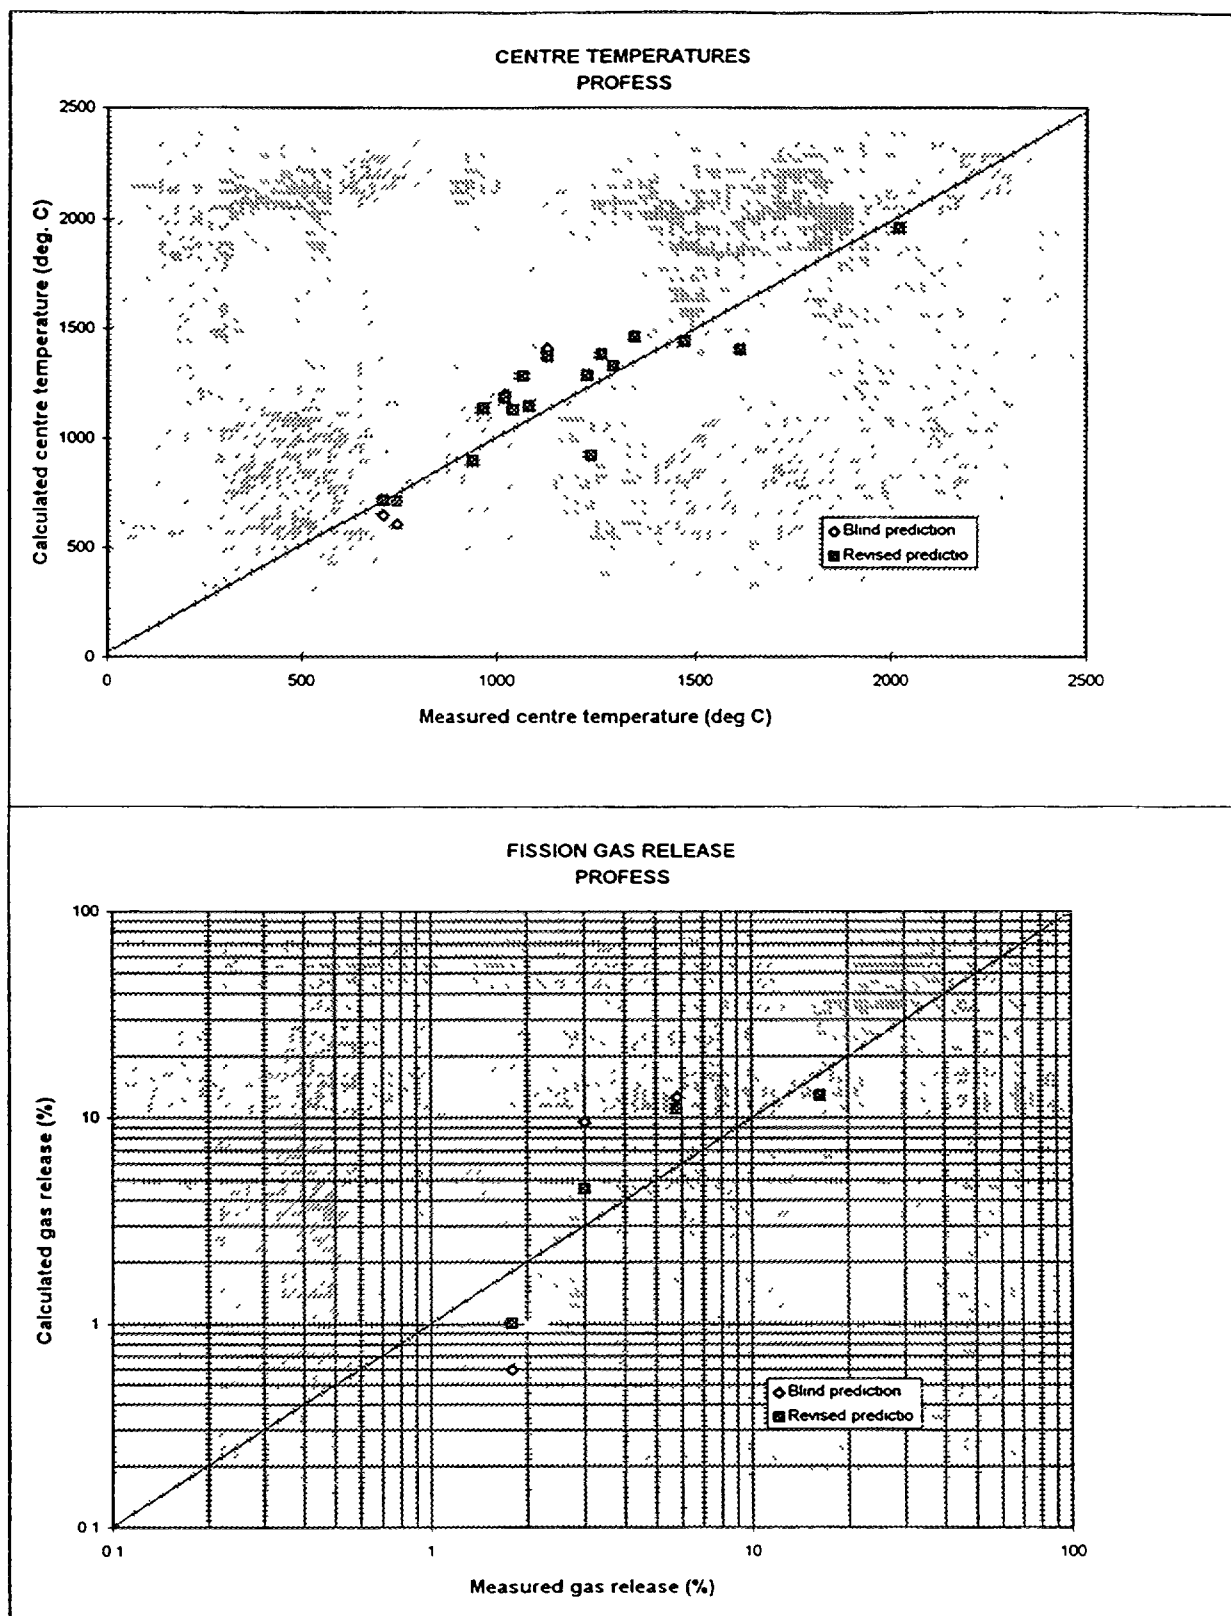 CENTRE TEMPERATURES
PROFESS
2500
2000
1500
1000
500
0
0 500 1000 1500 2000 2500
Calculated centre temperature (deg. C)
Measured centre temperature (deg C)
Blind prediction
Revised predictio
FISSION GAS RELEASE
PROFESS
100
10
1
0 1
0 1 1 10 100
Calculated gas release (%)
Measured gas release (%)
Blind prediction
Revised predictio